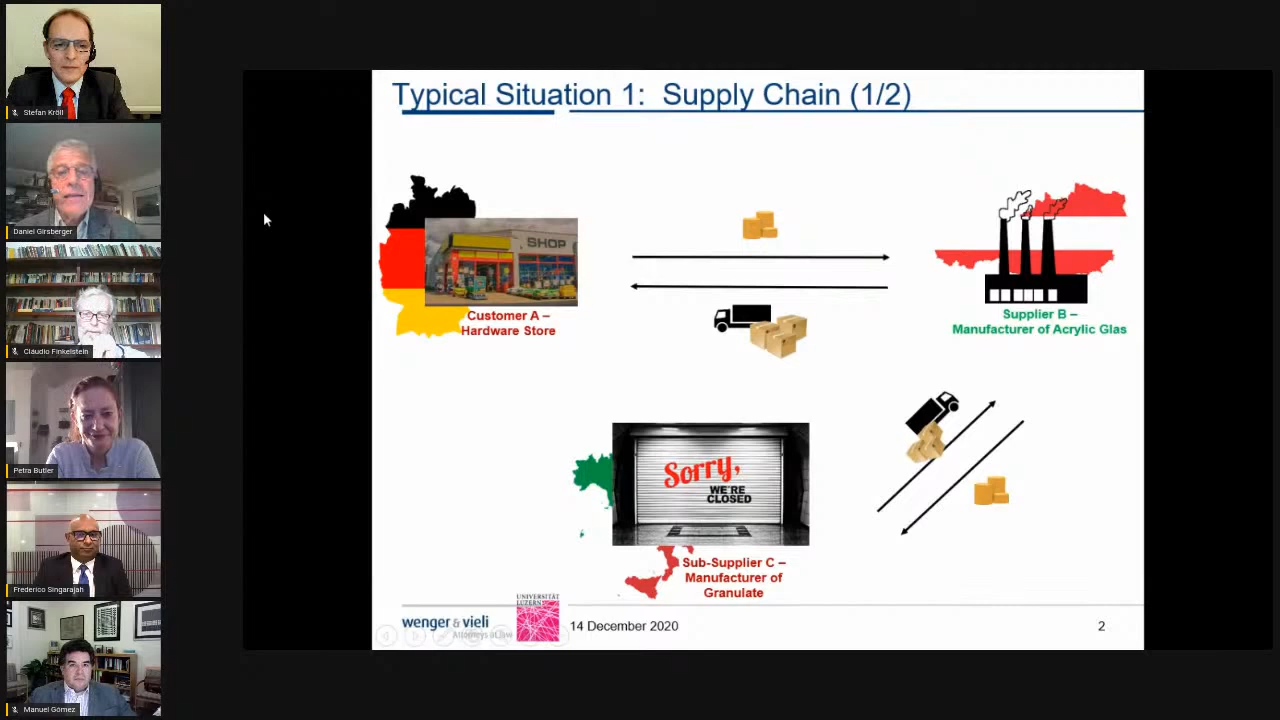 Stefan Kröll
Daniel Girsberger
Cláudio Finkelstein
Petra Butler
Frederico Singarajah
Manuel Gómez
Typical Situation 1: Supply Chain (1/2)
SHOP
Customer A –
Hardware Store
Supplier B –
Manufacturer of Acrylic Glas
Sorry,
WE'RE
CLOSED
Sub-Supplier C –
Manufacturer of
Granulate
wenger & vieli
Attorneys at law
UNIVERSITÄT
LUZERN
14 December 2020
2